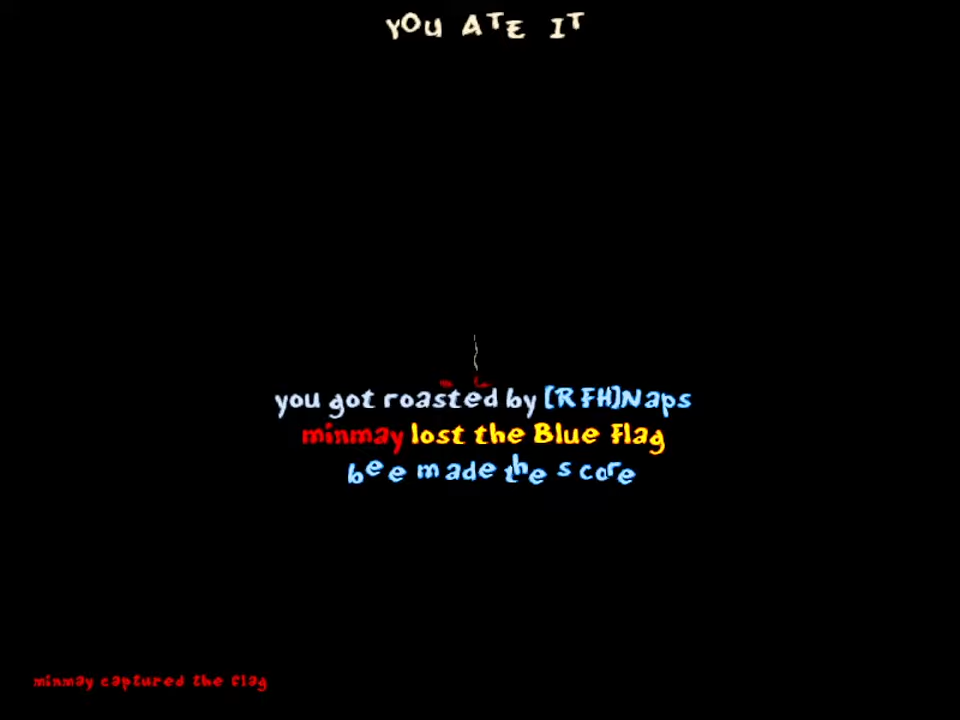 YOU ATE IT
you got roasted by [RFH]Naps
minmay lost the Blue Flag
bee made the score
minmay captured the flag